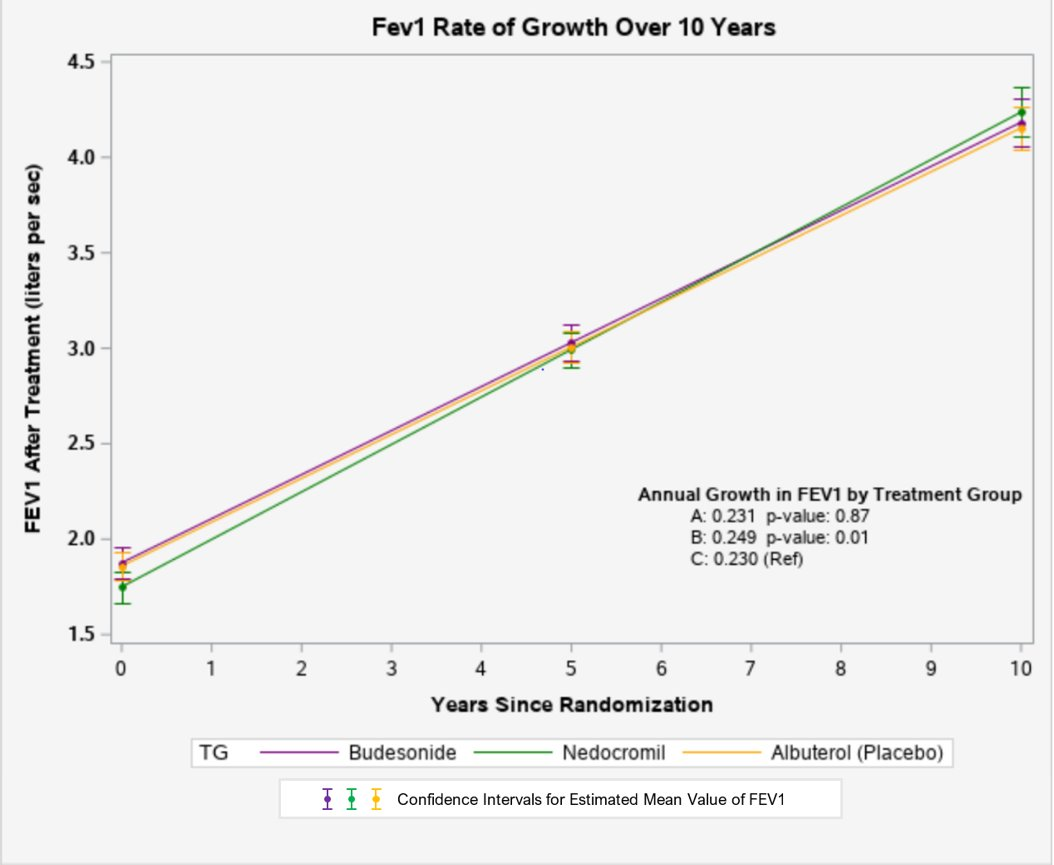 Fev1 Rate of Growth Over 10 Years
4.5
4.0
3.5
3.0
2.5
2.0
1.5
FEV1 After Treatment (liters per sec)
Annual Growth in FEV1 by Treatment Group
A: 0.231 p-value: 0.87
B: 0.249 p-value: 0.01
C: 0.230 (Ref)
0 1 2 3 4 5 6 7 8 9 10
Years Since Randomization
TG Budesonide Nedocromil Albuterol (Placebo)
Confidence Intervals for Estimated Mean Value of FEV1